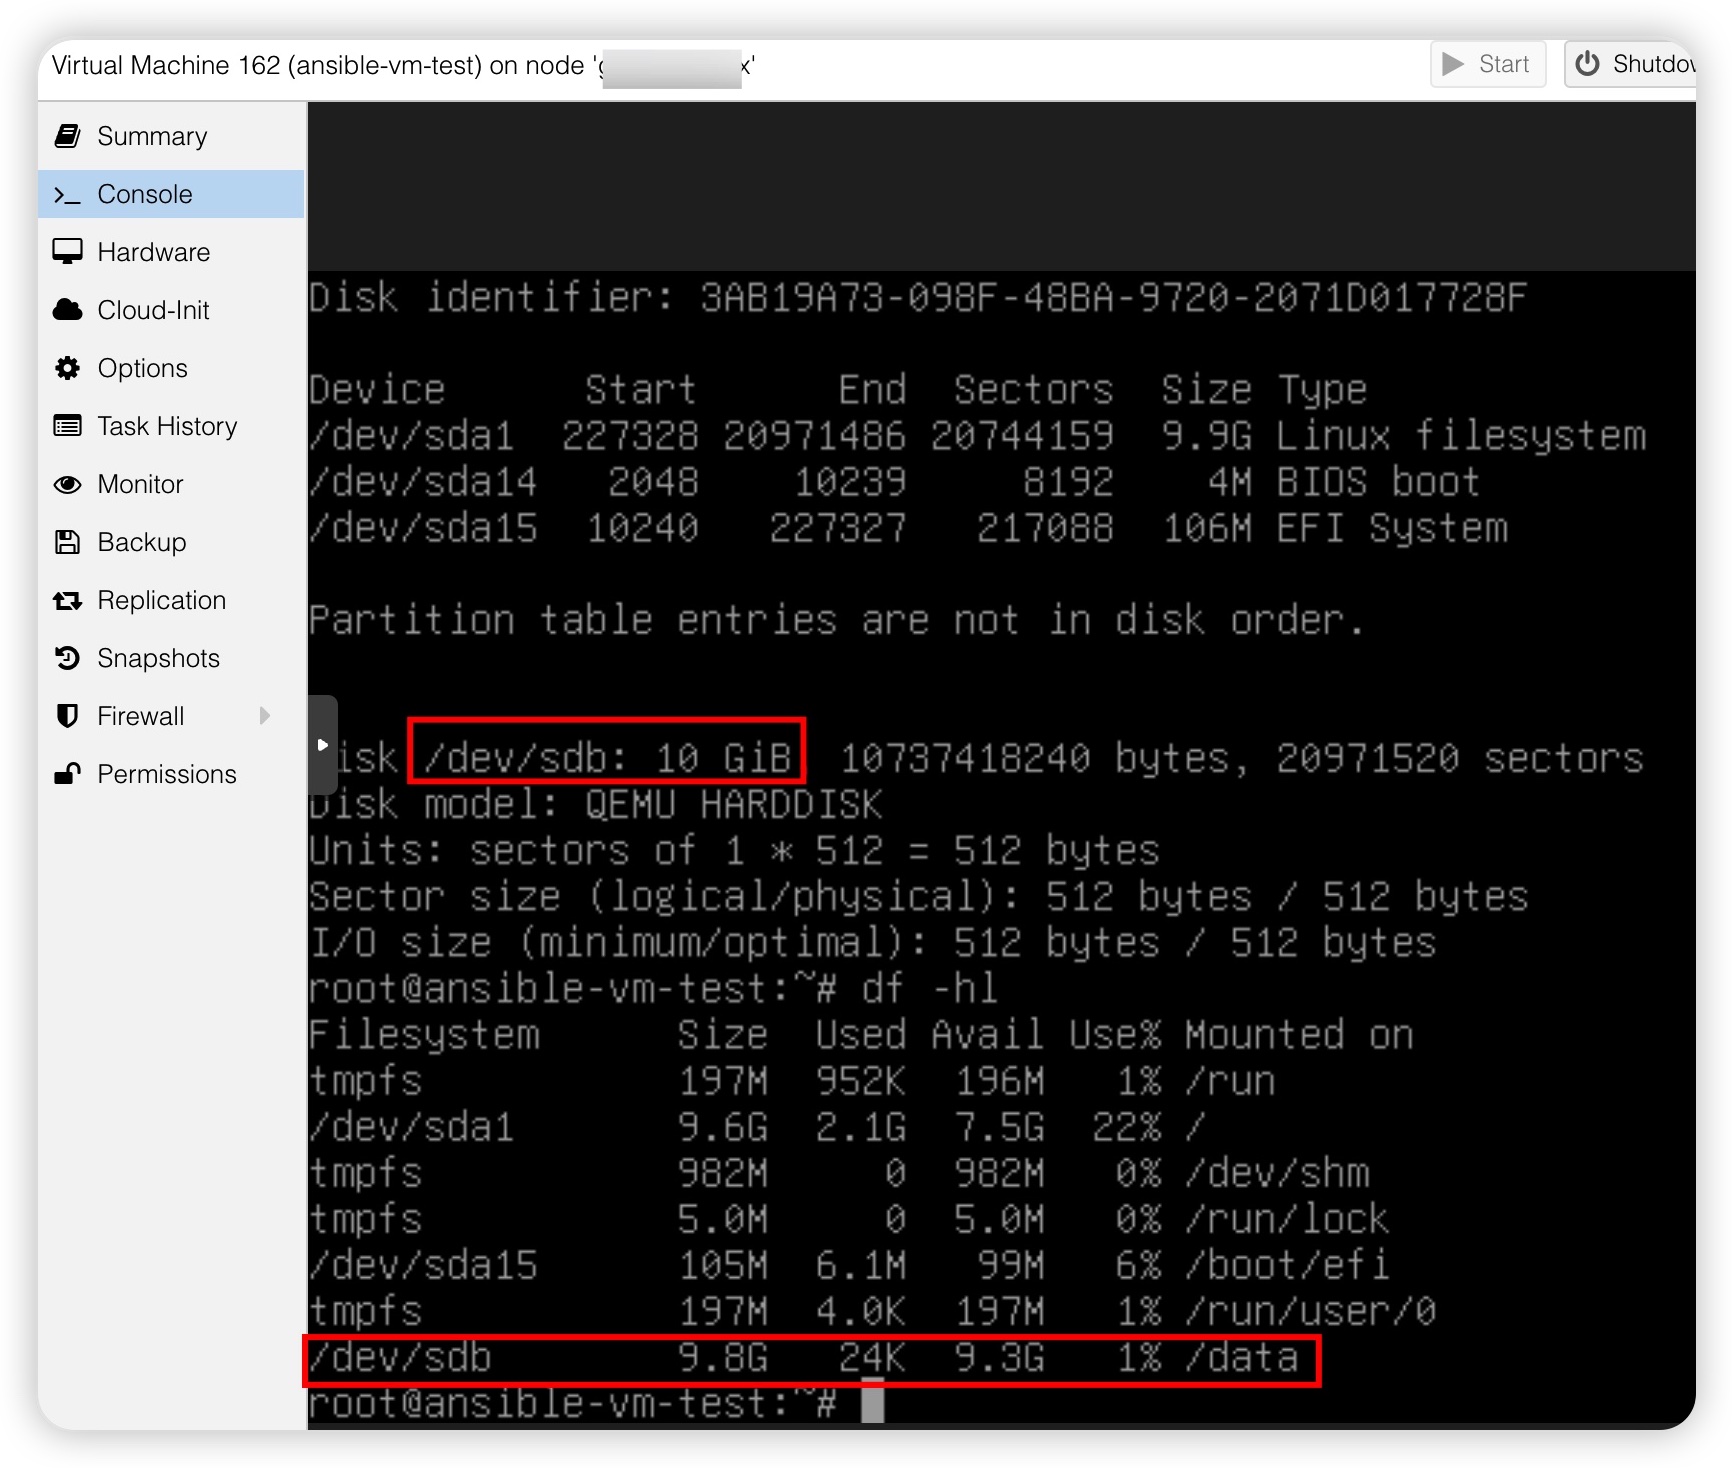 Virtual Machine 162 (ansible-vm-test) on node '
Start
Shutdow
Summary
Console
Hardware
Cloud-Init
Options
Task History
Monitor
Backup
Replication
Snapshots
Firewall
Permissions
Disk identifier: 3AB19A73-098F-48BA-9720-2071D017728F
Device Start End Sectors Size Type
/dev/sda1 227328 20971486 20744159 9.9G Linux filesystem
/dev/sda14 2048 10239 8192 4M BIOS boot
/dev/sda15 10240 227327 217088 106M EFI System
Partition table entries are not in disk order.
isk /dev/sdb: 10 GiB 10737418240 bytes, 20971520 sectors
Disk model: QEMU HARDDISK
Units: sectors of 1 * 512 = 512 bytes
Sector size (logical/physical): 512 bytes / 512 bytes
I/O size (minimum/optimal): 512 bytes / 512 bytes
root@ansible-vm-test:~# df -hl
Filesystem Size Used Avail Use% Mounted on
tmpfs 197M 952K 196M 1% /run
/dev/sda1 9.6G 2.1G 7.5G 22% /
tmpfs 982M 0 982M 0% /dev/shm
tmpfs 5.0M 0 5.0M 0% /run/lock
/dev/sda15 105M 6.1M 99M 6% /boot/efi
tmpfs 197M 4.0K 197M 1% /run/user/0
/dev/sdb 9.8G 24K 9.3G 1% /data
root@ansible-vm-test:~#